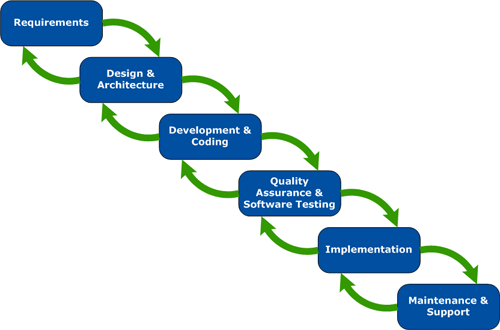 Requirements
Design &
Architecture
Development &
Coding
Quality
Assurance &
Software Testing
Implementation
Maintenance &
Support